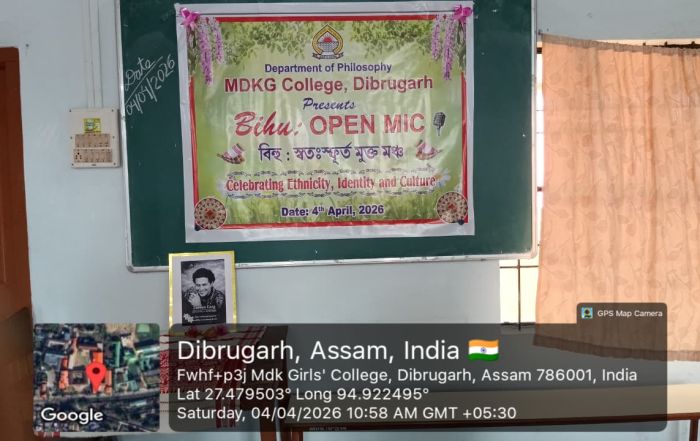 Date
04/04/2026
Department of Philosophy
MDKG College, Dibrugarh
Presents
Bihu: OPEN MIC
বিহু : স্বতঃস্ফূৰ্ত মুক্ত মঞ্চ
Celebrating Ethnicity, Identity and Culture
Date: 4th April, 2026
GPS Map Camera
Dibrugarh, Assam, India
Fwhf+p3j Mdk Girls' College, Dibrugarh, Assam 786001, India
Lat 27.479503° Long 94.922495°
Saturday, 04/04/2026 10:58 AM GMT +05:30
Google